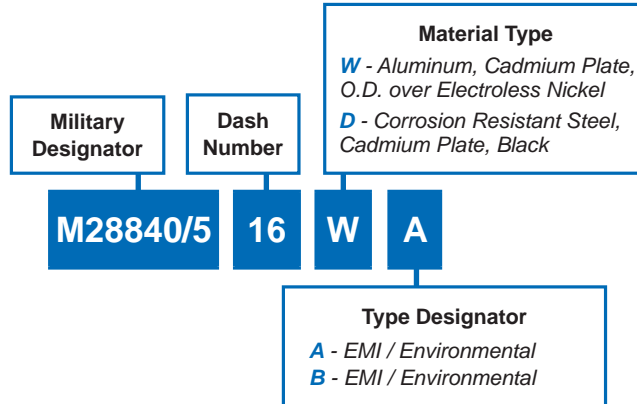 Material Type
W - Aluminum, Cadmium Plate,
O.D. over Electroless Nickel
D - Corrosion Resistant Steel,
Cadmium Plate, Black
Military
Designator
Dash
Number
M28840/5
16
W
A
Type Designator
A - EMI / Environmental
B - EMI / Environmental